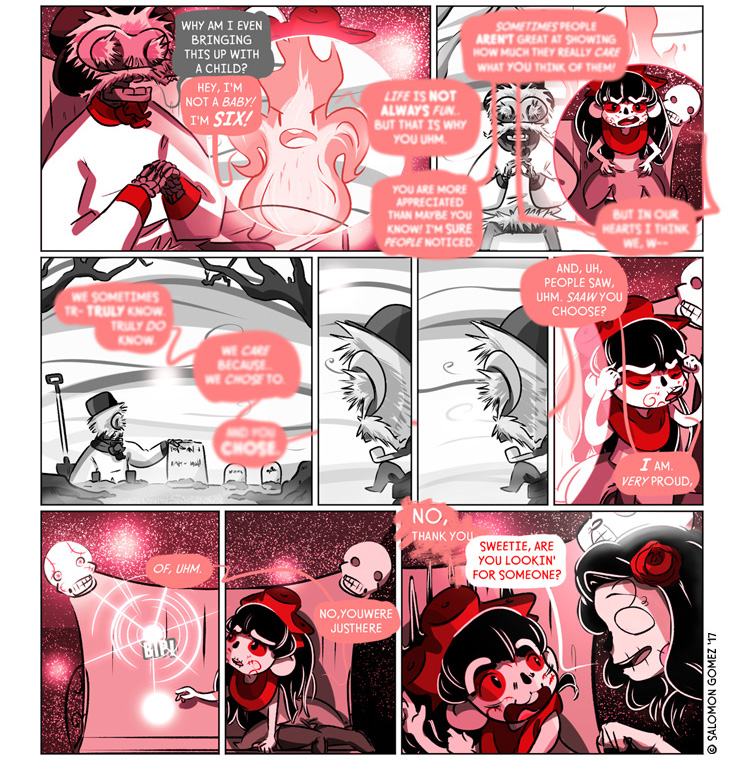 WHY AM I EVEN
BRINGING
THIS UP WITH
A CHILD?
HEY, I'M
NOT A BABY!
I'M SIX!
LIFE IS NOT
ALWAYS FUN..
BUT THAT IS WHY
YOU UHM.
YOU ARE MORE
APPRECIATED
THAN MAYBE YOU
KNOW! I'M SURE
PEOPLE NOTICED.
SOMETIMES PEOPLE
AREN'T GREAT AT SHOWING
HOW MUCH THEY REALLY CARE
WHAT YOU THINK OF THEM!
BUT IN OUR
HEARTS I THINK
WE, W--
WE SOMETIMES
TR- TRULY KNOW.
TRULY DO
KNOW.
WE CARE
BECAUSE..
WE CHOSE TO.
AND YOU
CHOSE.
AND, UH,
PEOPLE SAW,
UHM. SAAW YOU
CHOOSE?
I AM.
VERY PROUD,
OF, UHM.
BIP!
NO,YOUWERE
JUSTHERE
NO,
THANK YOU
SWEETIE, ARE
YOU LOOKIN'
FOR SOMEONE?
© SALOMON GOMEZ '17